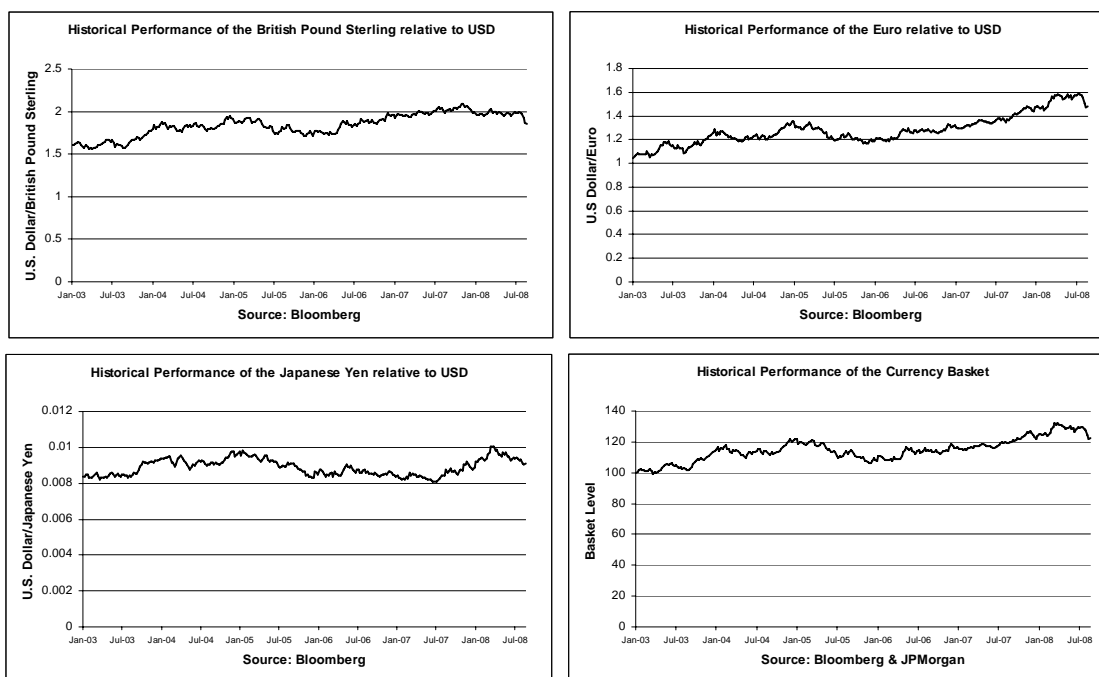 Historical Performance of the British Pound Sterling relative to USD
U.S. Dollar/British Pound Sterling
2.5
2
1.5
1
0.5
0
Jan-03 Jul-03 Jan-04 Jul-04 Jan-05 Jul-05 Jan-06 Jul-06 Jan-07 Jul-07 Jan-08 Jul-08
Source: Bloomberg
Historical Performance of the Euro relative to USD
U.S Dollar/Euro
1.8
1.6
1.4
1.2
1
0.8
0.6
0.4
0.2
0
Jan-03 Jul-03 Jan-04 Jul-04 Jan-05 Jul-05 Jan-06 Jul-06 Jan-07 Jul-07 Jan-08 Jul-08
Source: Bloomberg
Historical Performance of the Japanese Yen relative to USD
U.S. Dollar/Japanese Yen
0.012
0.01
0.008
0.006
0.004
0.002
0
Jan-03 Jul-03 Jan-04 Jul-04 Jan-05 Jul-05 Jan-06 Jul-06 Jan-07 Jul-07 Jan-08 Jul-08
Source: Bloomberg
Historical Performance of the Currency Basket
Basket Level
140
120
100
80
60
40
20
0
Jan-03 Jul-03 Jan-04 Jul-04 Jan-05 Jul-05 Jan-06 Jul-06 Jan-07 Jul-07 Jan-08 Jul-08
Source: Bloomberg & JPMorgan